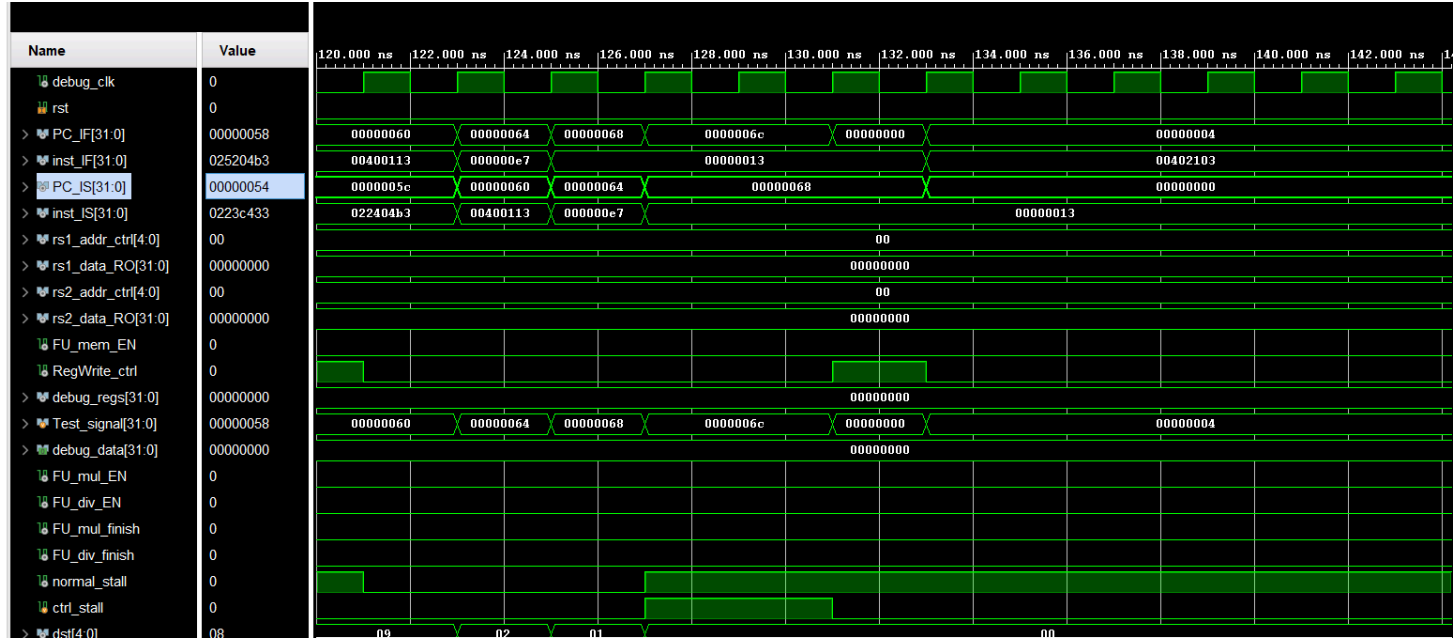 Name Value 120.000 ns 122.000 ns 124.000 ns 126.000 ns 128.000 ns 130.000 ns 132.000 ns 134.000 ns 136.000 ns 138.000 ns 140.000 ns 142.000 ns
debug_clk 0
rst 0
PC_IF[31:0] 00000058 00000060 00000064 00000068 0000006c 00000000 00000004
inst_IF[31:0] 025204b3 00400113 000000e7 00000013 00402103
PC_IS[31:0] 00000054 0000005c 00000060 00000064 00000068 00000000
inst_IS[31:0] 0223c433 022404b3 00400113 000000e7 00000013
rs1_addr_ctrl[4:0] 00 00
rs1_data_RO[31:0] 00000000 00000000
rs2_addr_ctrl[4:0] 00 00
rs2_data_RO[31:0] 00000000 00000000
FU_mem_EN 0
RegWrite_ctrl 0
debug_regs[31:0] 00000000 00000000
Test_signal[31:0] 00000058 00000060 00000064 00000068 0000006c 00000000 00000004
debug_data[31:0] 00000000 00000000
FU_mul_EN 0
FU_div_EN 0
FU_mul_finish 0
FU_div_finish 0
normal_stall 0
ctrl_stall 0
dst[4:0] 08 09 02 01 00